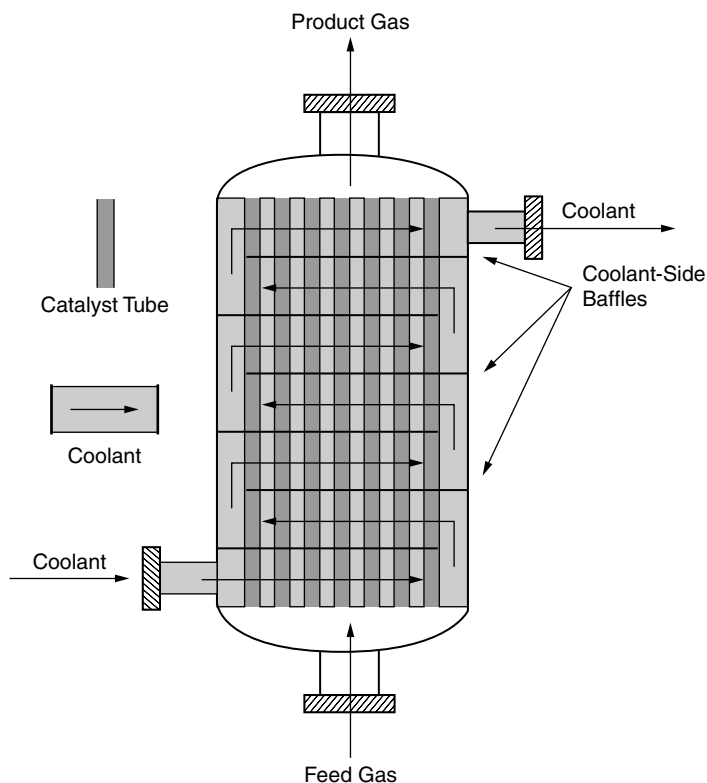 Product Gas
Coolant
Catalyst Tube
Coolant-Side
Baffles
Coolant
Coolant
Feed Gas